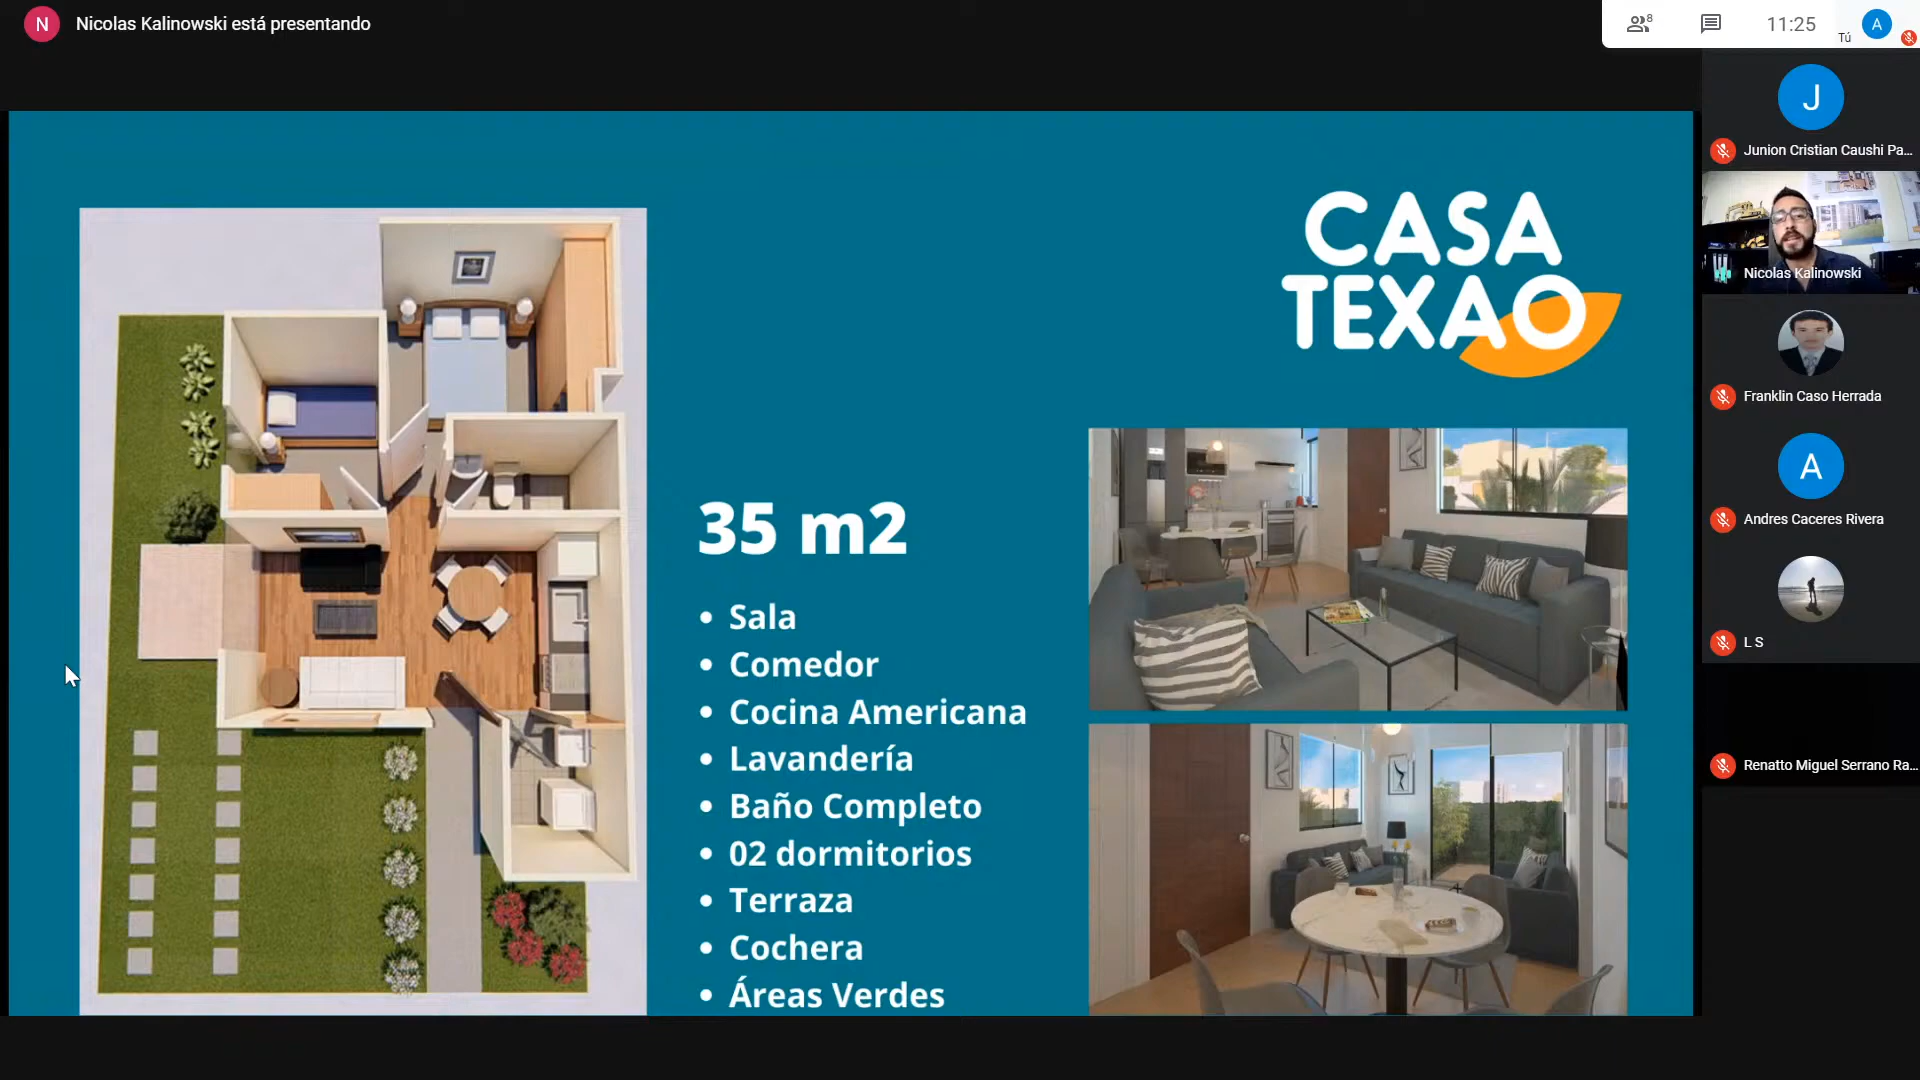 N
Nicolas Kalinowski está presentando
8
11:25
Tú
A
J
Junion Cristian Caushi Pa...
Nicolas Kalinowski
Franklin Caso Herrada
A
Andres Caceres Rivera
L S
Renatto Miguel Serrano Ra...
CASA
TEXAO
35 m2
• Sala
• Comedor
• Cocina Americana
• Lavandería
• Baño Completo
• 02 dormitorios
• Terraza
• Cochera
• Áreas Verdes